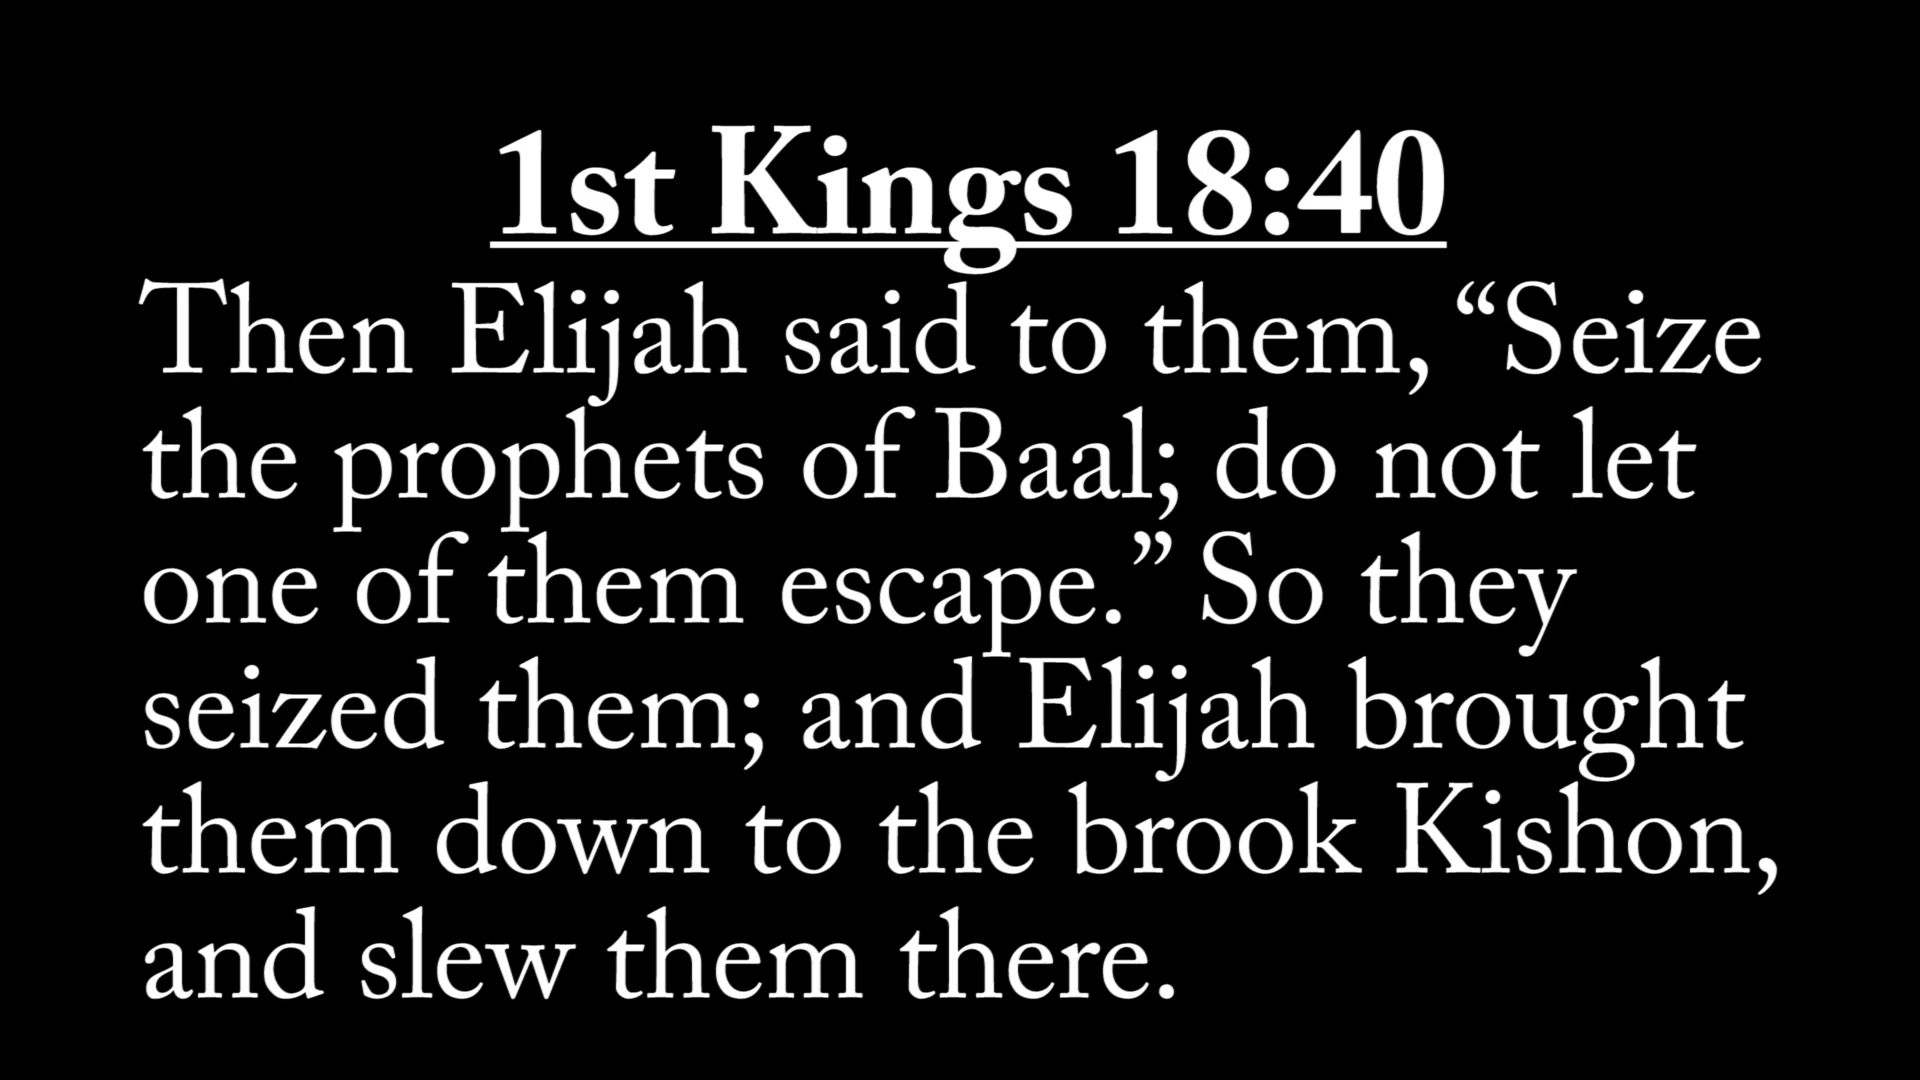 1st Kings 18:40
Then Elijah said to them, “Seize
the prophets of Baal; do not let
one of them escape.” So they
seized them; and Elijah brought
them down to the brook Kishon,
and slew them there.